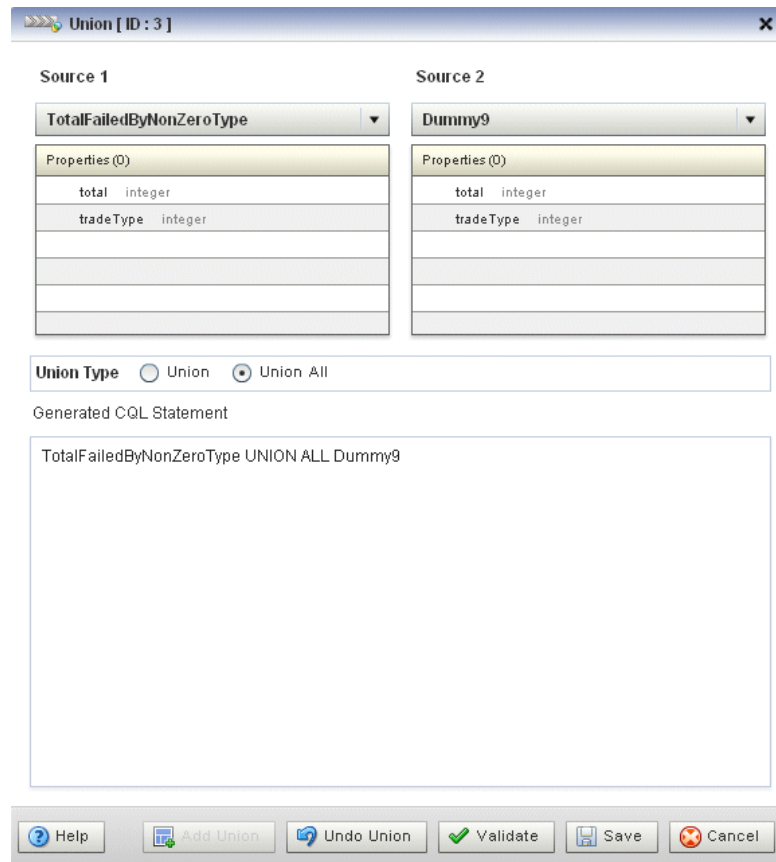 Union [ ID : 3 ]
Source 1
Source 2
TotalFailedByNonZeroType
Dummy9
Properties (0)
Properties (0)
total integer
total integer
tradeType integer
tradeType integer
Union Type Union Union All
Generated CQL Statement
TotalFailedByNonZeroType UNION ALL Dummy9
Help Add Union Undo Union Validate Save Cancel